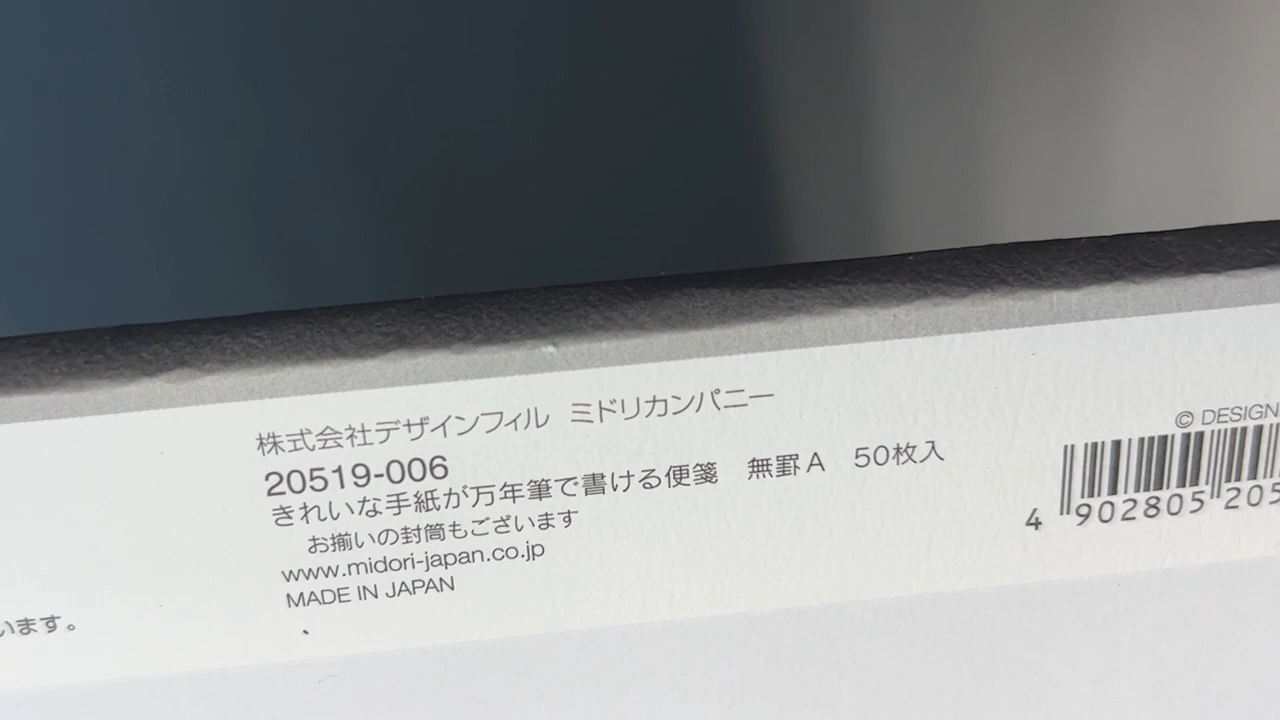 株式会社デザインフィル ミドリカンパニー
20519-006
きれいな手紙が万年筆で書ける便箋 無罫A 50枚入
お揃いの封筒もございます
www.midori-japan.co.jp
MADE IN JAPAN
います。
© DESIGN
4 902805 205